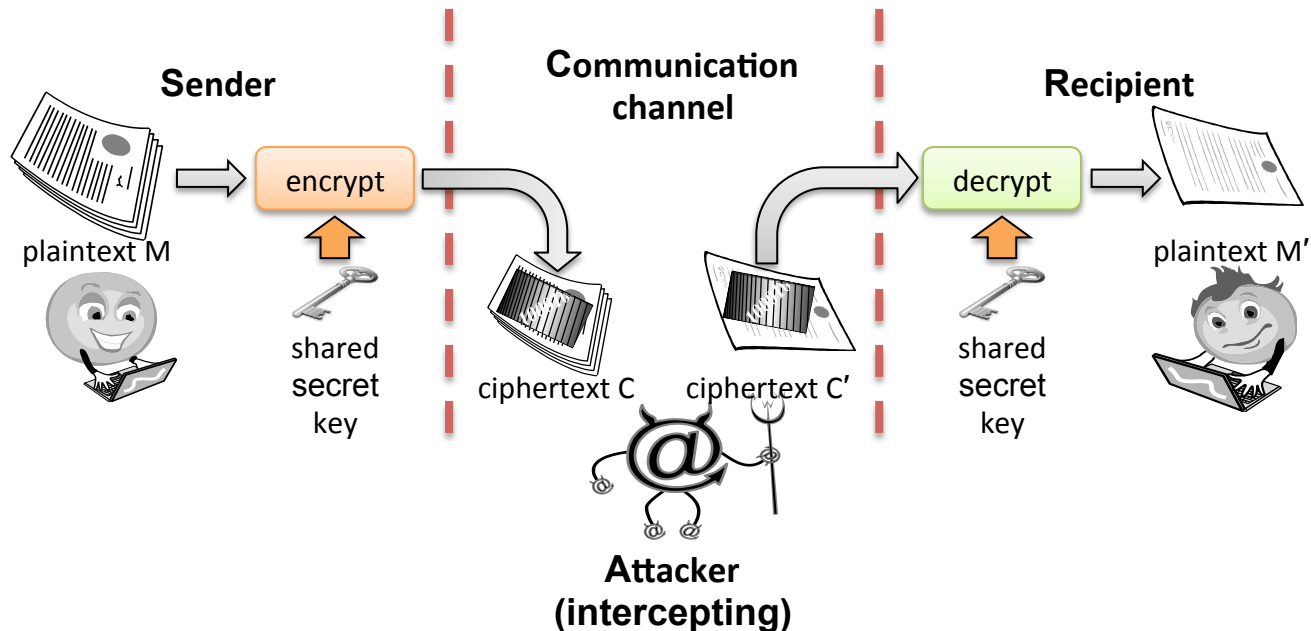 Sender
Communication
channel
Recipient
encrypt
decrypt
plaintext M
plaintext M′
shared
secret
key
ciphertext C
ciphertext C′
shared
secret
key
@
@
@
@
@
Attacker
(intercepting)